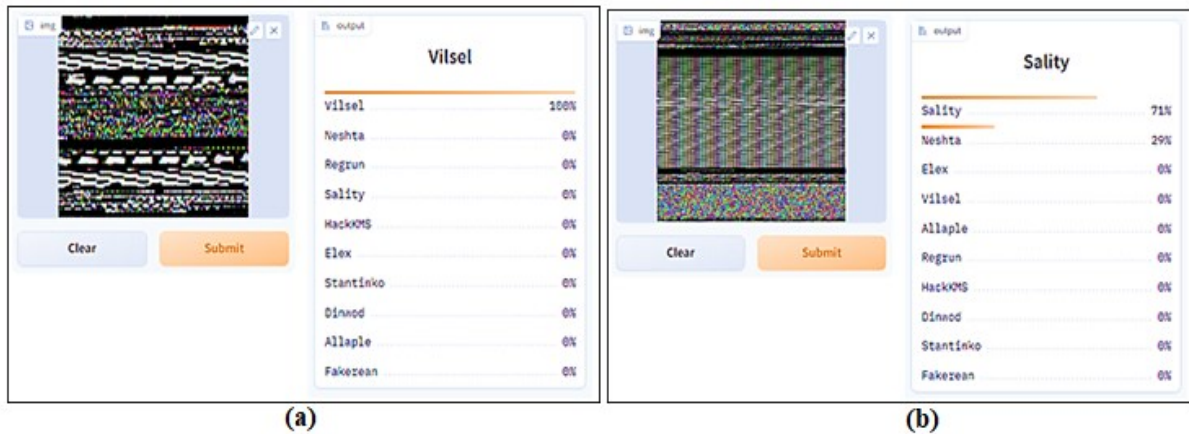 img
output
Vilsel
Vilsel 100%
Neshta 0%
Regrun 0%
Sality 0%
HackKMS 0%
Elex 0%
Stantinko 0%
Dinwod 0%
Allaple 0%
Fakerean 0%
Clear
Submit
(a)
img
output
Sality
Sality 71%
Neshta 29%
Elex 0%
Vilsel 0%
Allaple 0%
Regrun 0%
HackKMS 0%
Dinwod 0%
Stantinko 0%
Fakerean 0%
Clear
Submit
(b)